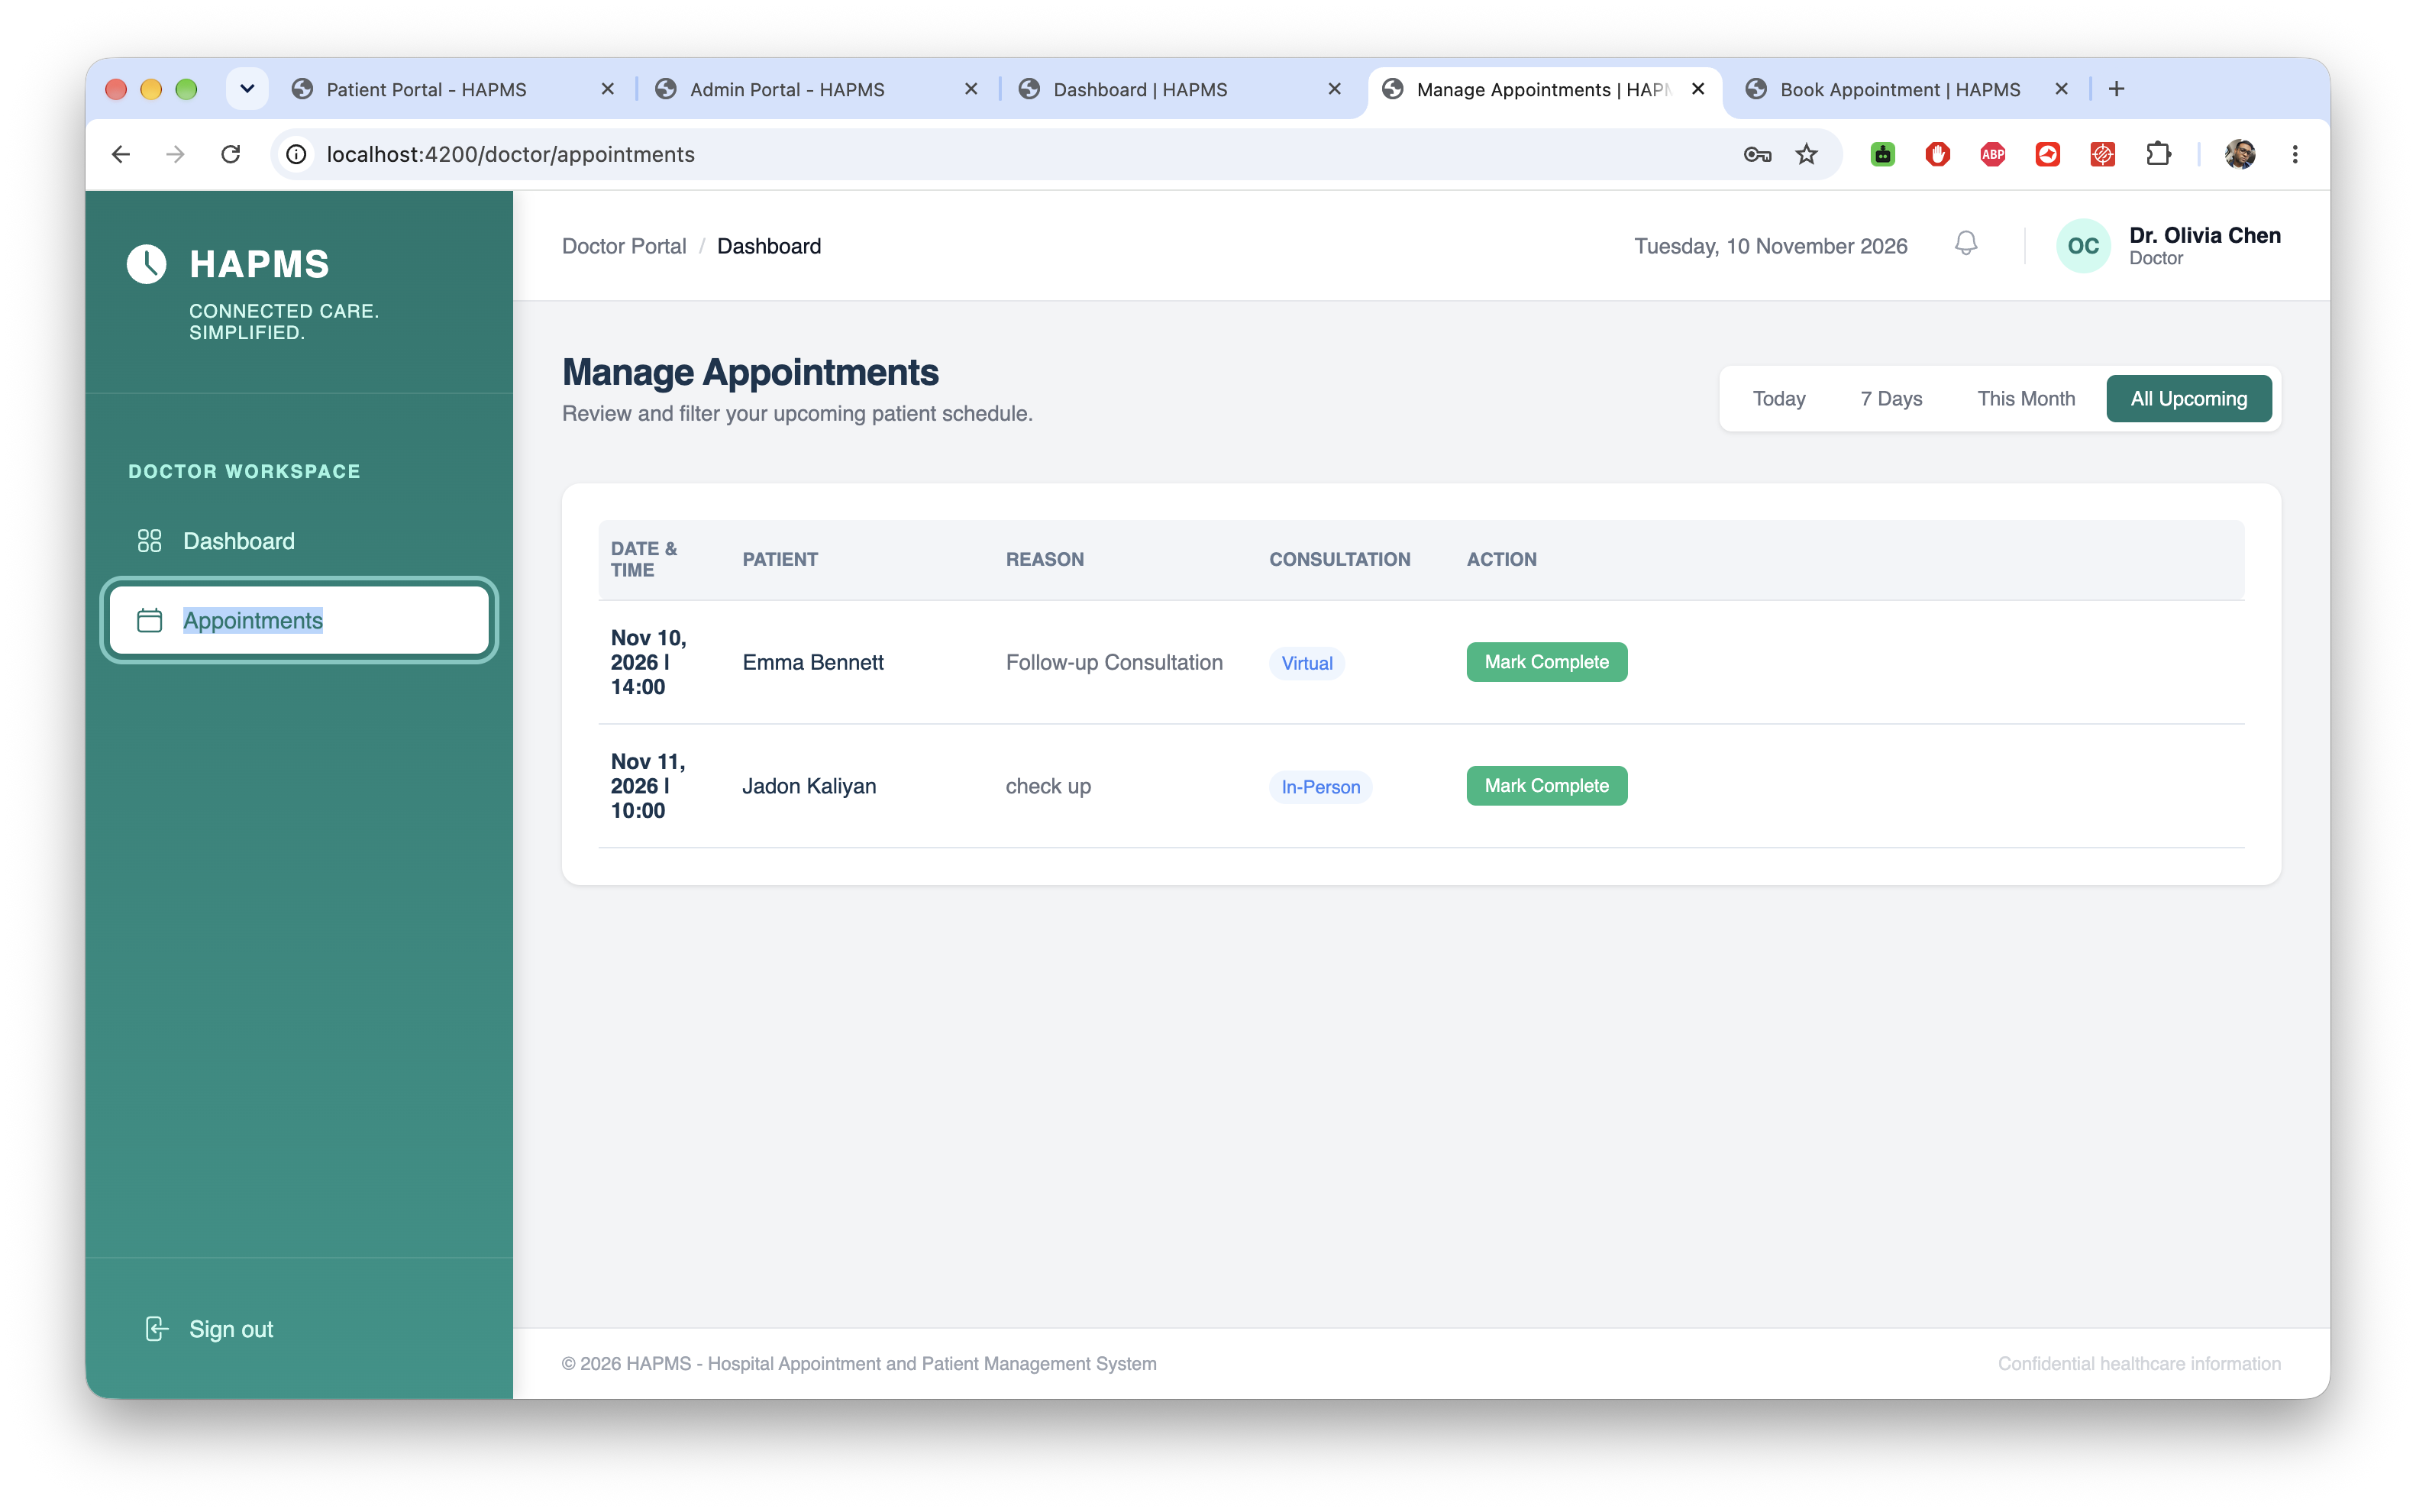 Patient Portal - HAPMS
Admin Portal - HAPMS
Dashboard | HAPMS
Manage Appointments | HAPM
Book Appointment | HAPMS
localhost:4200/doctor/appointments
ABP
HAPMS
CONNECTED CARE.
SIMPLIFIED.
DOCTOR WORKSPACE
Dashboard
Appointments
Sign out
Doctor Portal / Dashboard
Tuesday, 10 November 2026
OC
Dr. Olivia Chen
Doctor
Manage Appointments
Review and filter your upcoming patient schedule.
Today
7 Days
This Month
All Upcoming
DATE &
TIME
PATIENT
REASON
CONSULTATION
ACTION
Nov 10,
2026 |
14:00
Emma Bennett
Follow-up Consultation
Virtual
Mark Complete
Nov 11,
2026 |
10:00
Jadon Kaliyan
check up
In-Person
Mark Complete
© 2026 HAPMS - Hospital Appointment and Patient Management System
Confidential healthcare information